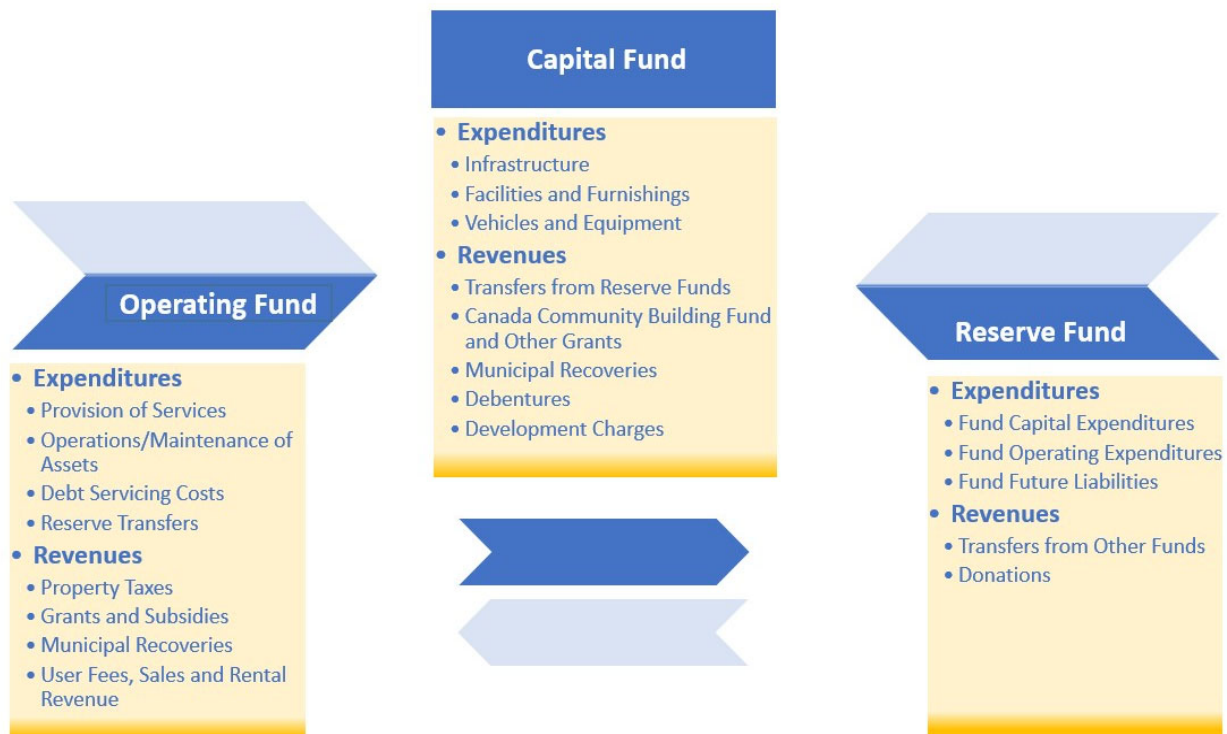 Capital Fund
• Expenditures
• Infrastructure
• Facilities and Furnishings
• Vehicles and Equipment
• Revenues
• Transfers from Reserve Funds
• Canada Community Building Fund
and Other Grants
• Municipal Recoveries
• Debentures
• Development Charges
Operating Fund
• Expenditures
• Provision of Services
• Operations/Maintenance of
Assets
• Debt Servicing Costs
• Reserve Transfers
• Revenues
• Property Taxes
• Grants and Subsidies
• Municipal Recoveries
• User Fees, Sales and Rental
Revenue
Reserve Fund
• Expenditures
• Fund Capital Expenditures
• Fund Operating Expenditures
• Fund Future Liabilities
• Revenues
• Transfers from Other Funds
• Donations